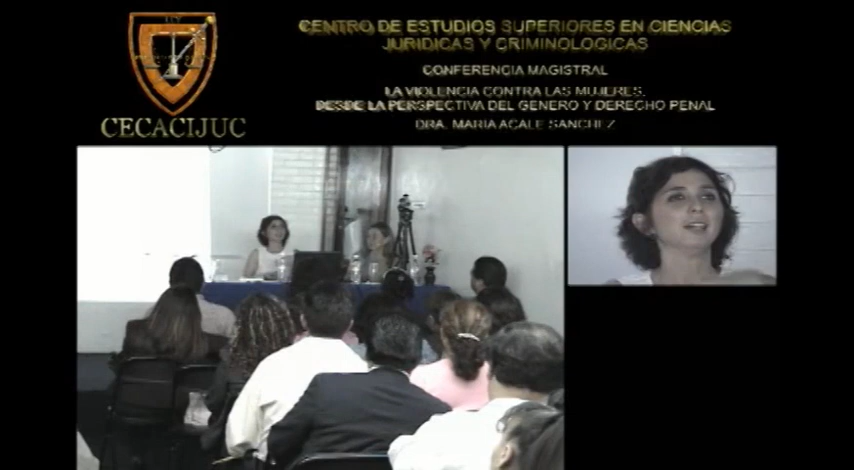 CENTRO DE ESTUDIOS SUPERIORES EN CIENCIAS
JURIDICAS Y CRIMINOLOGICAS
CONFERENCIA MAGISTRAL
LA VIOLENCIA CONTRA LAS MUJERES.
DESDE LA PERSPECTIVA DEL GENERO Y DERECHO PENAL
DRA. MARIA ACALE SANCHEZ
CECACIJUC